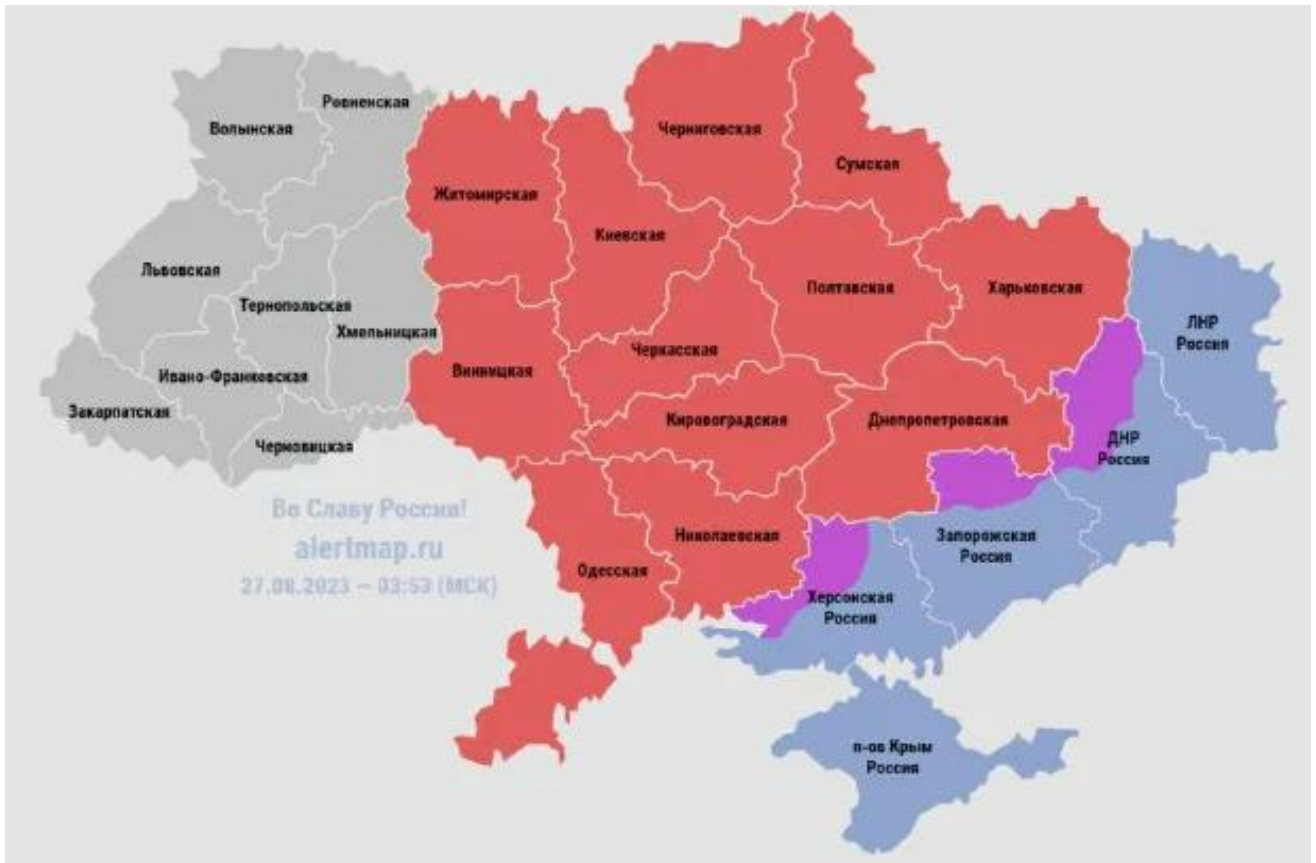 Ровненская
Волынская
Черниговская
Сумская
Житомирская
Киевская
Львовская
Тернопольская
Полтавская
Харьковская
Хмельницкая
ЛНР
Россия
Черкасская
Винницкая
Ивано-Франковская
Закарпатская
Черновицкая
Кировоградская
Днепропетровская
ДНР
Россия
Во Славу России!
alertmap.ru
27.08.2023 – 03:53 (МСК)
Николаевская
Запорожская
Россия
Одесская
Херсонская
Россия
п-ов Крым
Россия